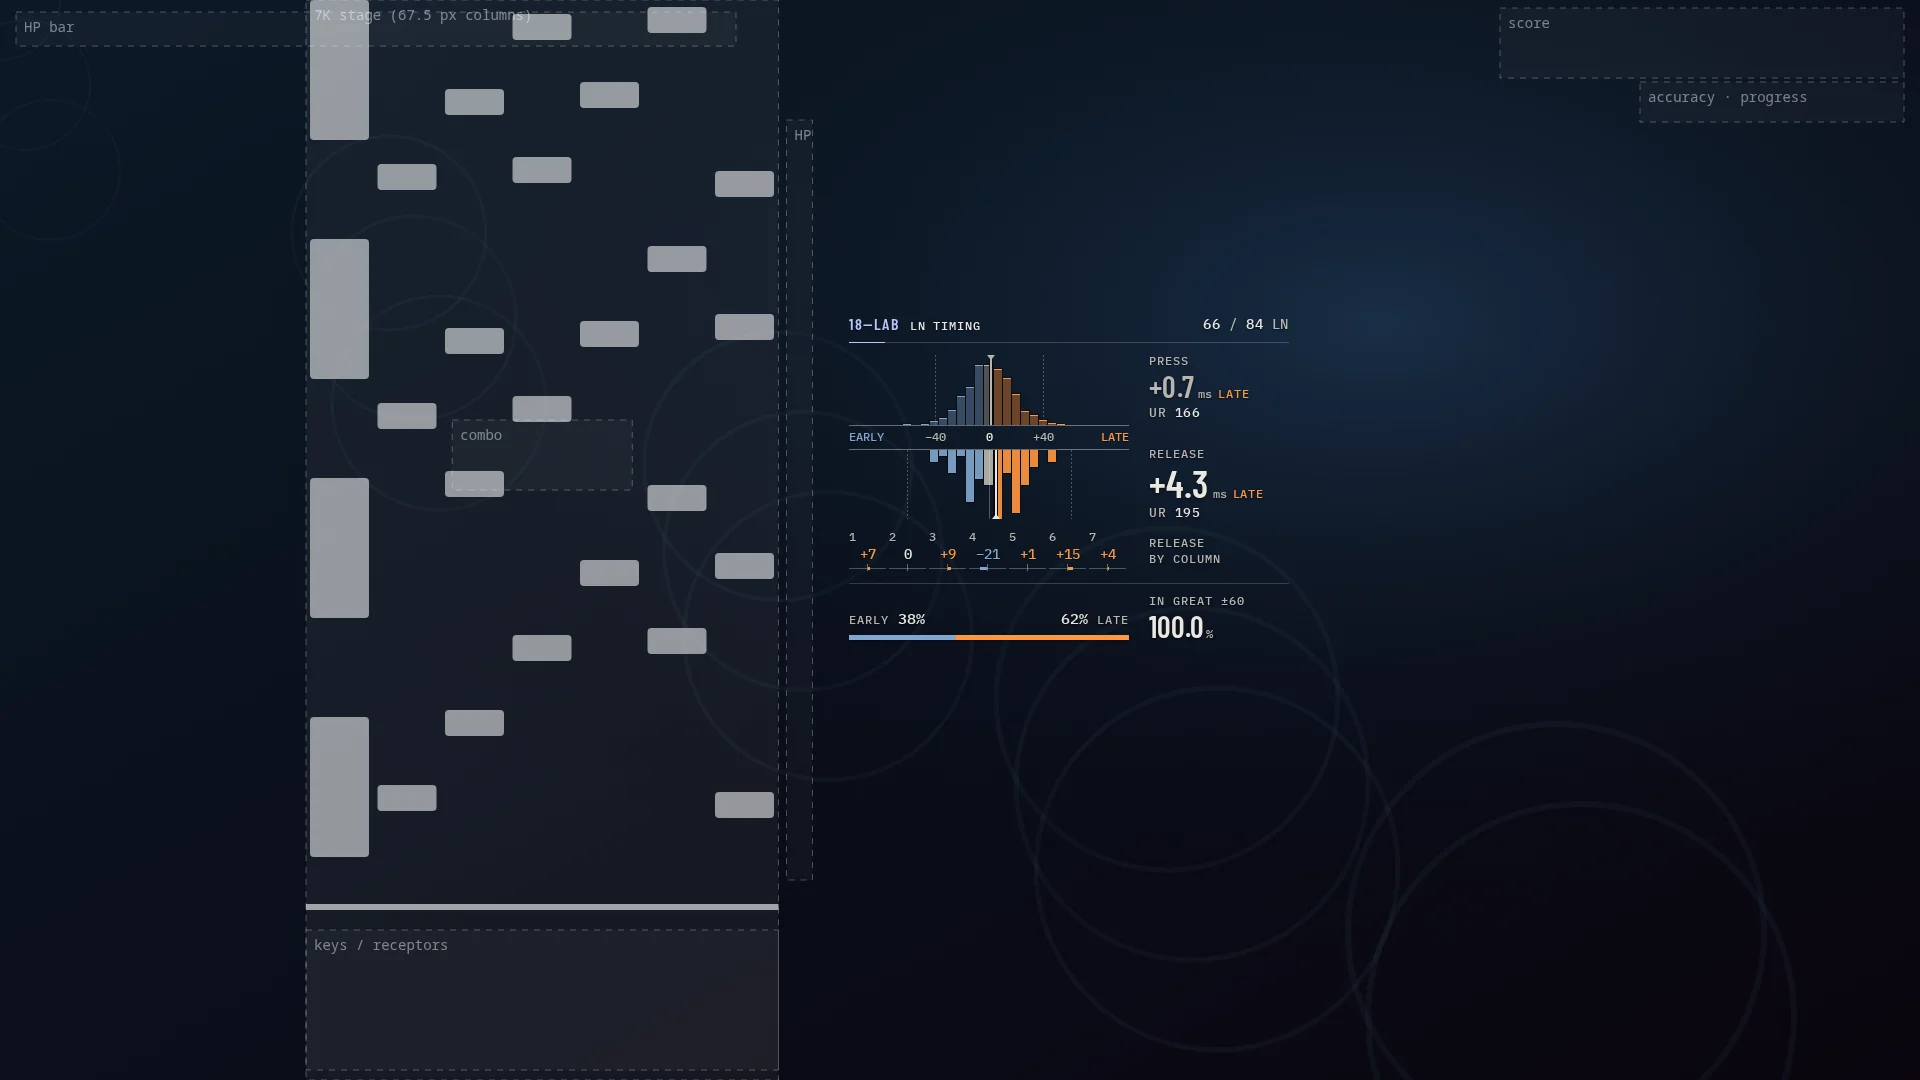 HP bar
7K stage (67.5 px columns)
score
accuracy · progress
HP
18—LAB LN TIMING 66 / 84 LN
PRESS
+0.7 ms LATE
UR 166
EARLY −40 0 +40 LATE
RELEASE
+4.3 ms LATE
UR 195
1 2 3 4 5 6 7
+7 0 +9 −21 +1 +15 +4
RELEASE
BY COLUMN
IN GREAT ±60
100.0 %
EARLY 38% 62% LATE
combo
keys / receptors